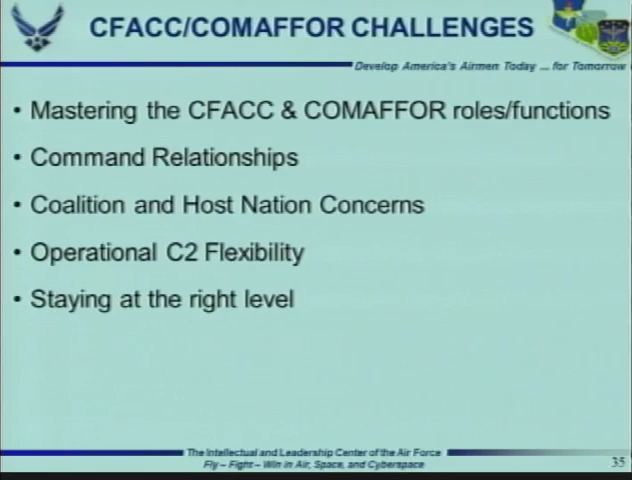 CFACC/COMAFFOR CHALLENGES
Develop America's Airmen Today ... for Tomorrow
• Mastering the CFACC & COMAFFOR roles/functions
• Command Relationships
• Coalition and Host Nation Concerns
• Operational C2 Flexibility
• Staying at the right level
The Intellectual and Leadership Center of the Air Force
Fly – Fight – Win in Air, Space, and Cyberspace
35